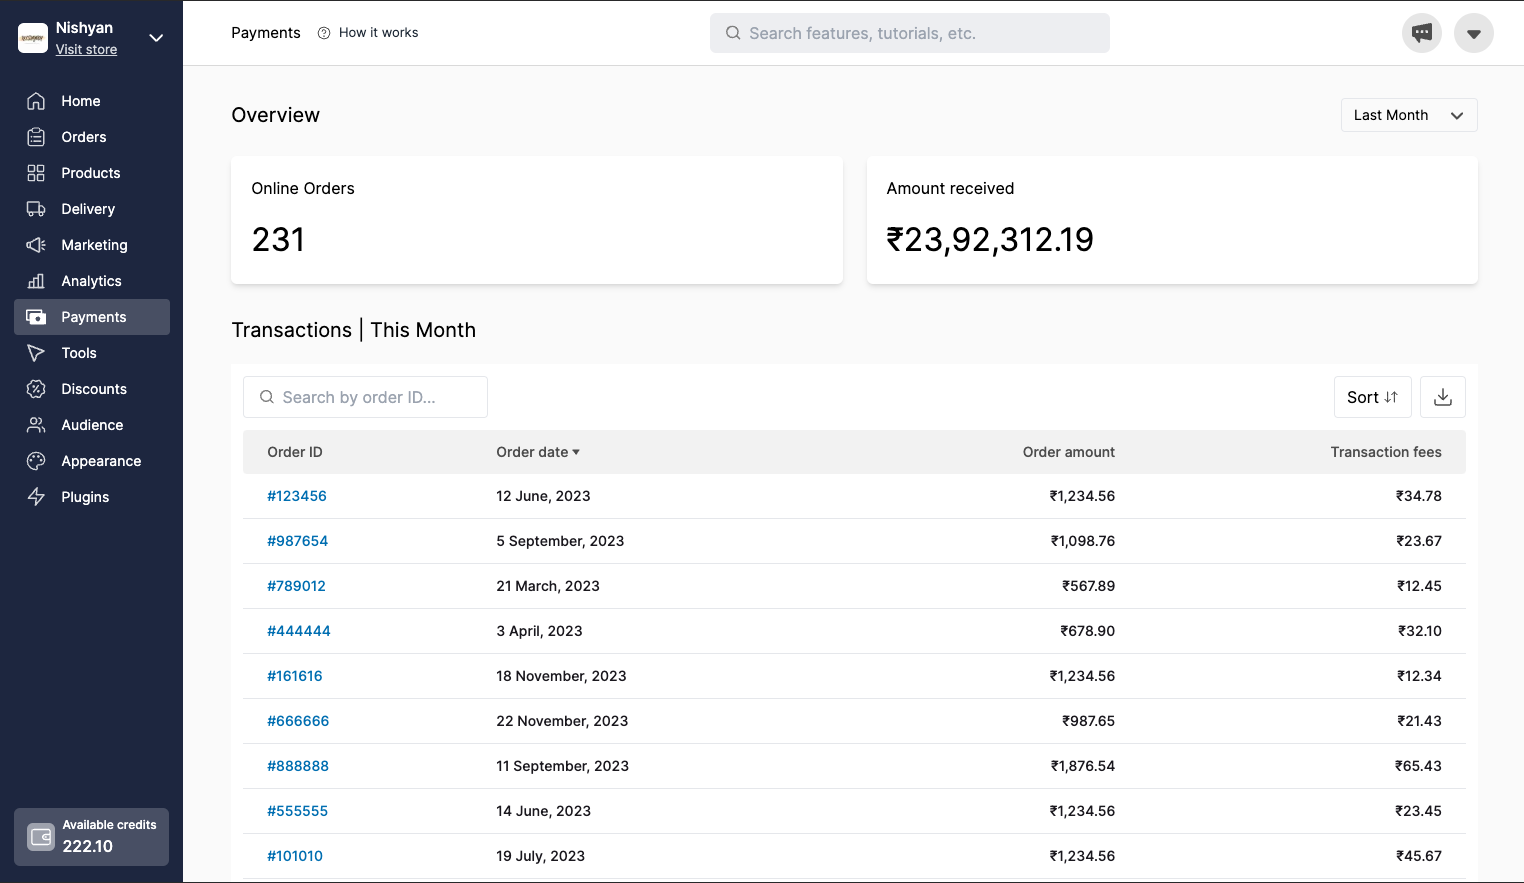 Nishyan
Visit store
Home
Orders
Products
Delivery
Marketing
Analytics
Payments
Tools
Discounts
Audience
Appearance
Plugins
Available credits
222.10
Payments How it works
Search features, tutorials, etc.
Overview
Last Month
Online Orders
231
Amount received
₹23,92,312.19
Transactions | This Month
Search by order ID...
Sort
Order ID Order date Order amount Transaction fees
#123456 12 June, 2023 ₹1,234.56 ₹34.78
#987654 5 September, 2023 ₹1,098.76 ₹23.67
#789012 21 March, 2023 ₹567.89 ₹12.45
#444444 3 April, 2023 ₹678.90 ₹32.10
#161616 18 November, 2023 ₹1,234.56 ₹12.34
#666666 22 November, 2023 ₹987.65 ₹21.43
#888888 11 September, 2023 ₹1,876.54 ₹65.43
#555555 14 June, 2023 ₹1,234.56 ₹23.45
#101010 19 July, 2023 ₹1,234.56 ₹45.67